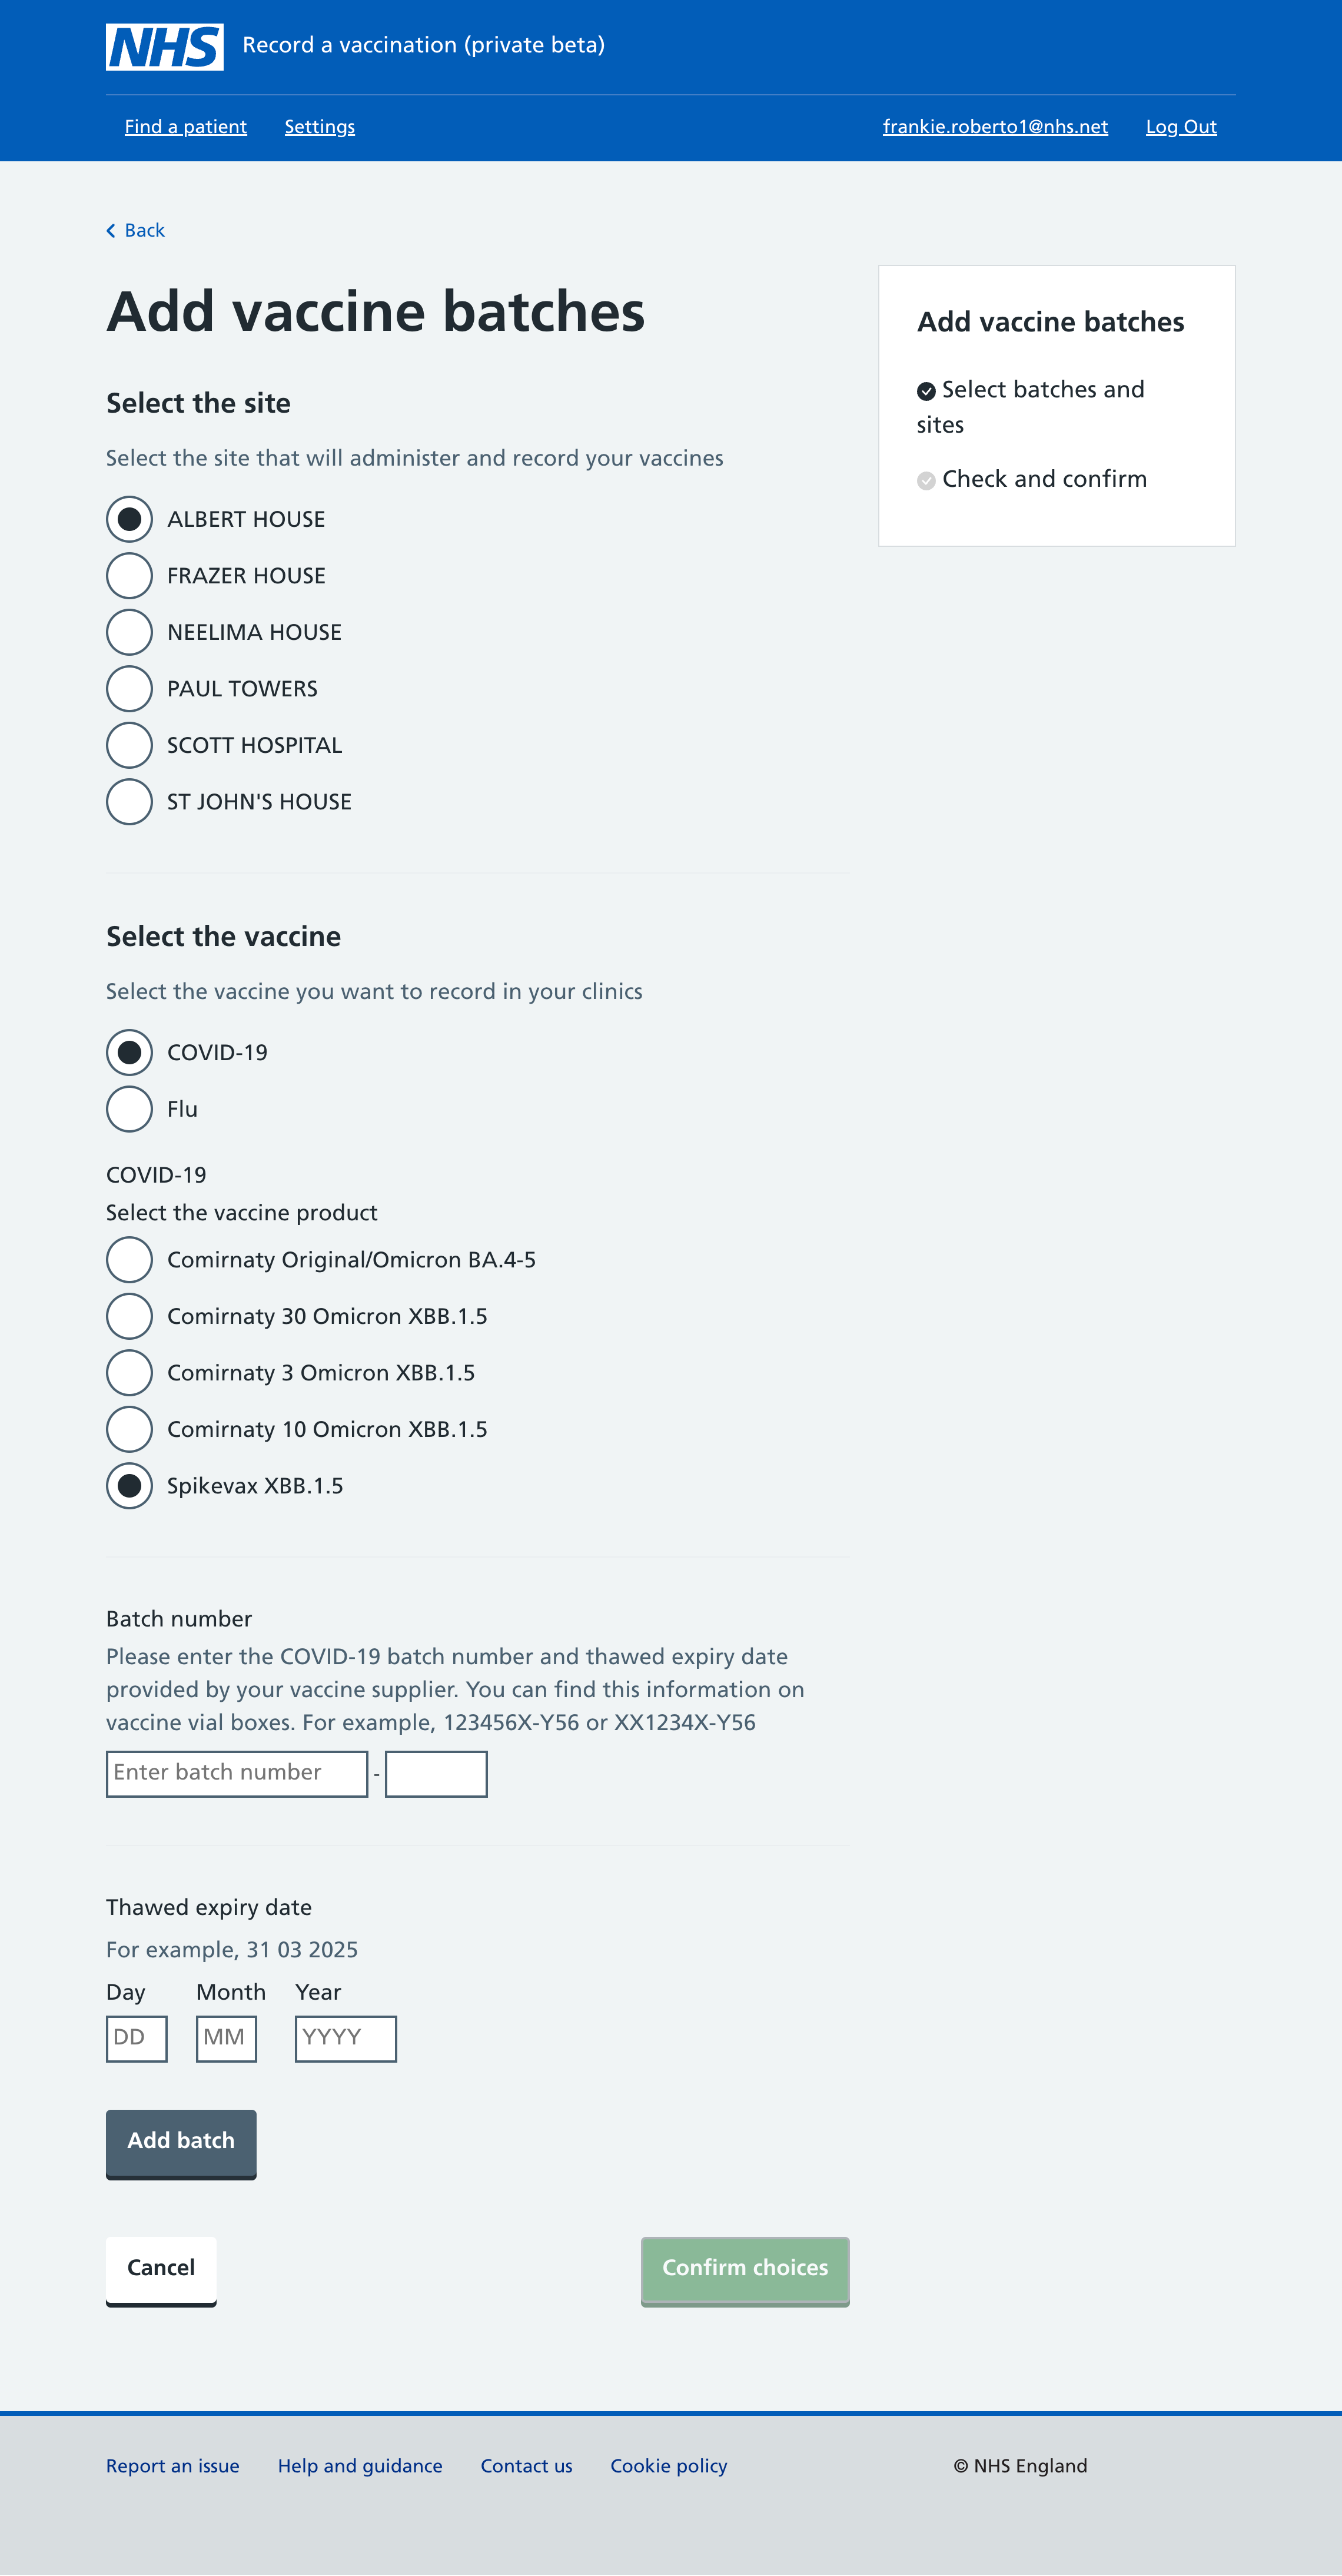 NHS Record a vaccination (private beta)
Find a patient Settings frankie.roberto1@nhs.net Log Out
Back
Add vaccine batches
Select the site
Select the site that will administer and record your vaccines
ALBERT HOUSE
FRAZER HOUSE
NEELIMA HOUSE
PAUL TOWERS
SCOTT HOSPITAL
ST JOHN'S HOUSE
Add vaccine batches
Select batches and
sites
Check and confirm
Select the vaccine
Select the vaccine you want to record in your clinics
COVID-19
Flu
COVID-19
Select the vaccine product
Comirnaty Original/Omicron BA.4-5
Comirnaty 30 Omicron XBB.1.5
Comirnaty 3 Omicron XBB.1.5
Comirnaty 10 Omicron XBB.1.5
Spikevax XBB.1.5
Batch number
Please enter the COVID-19 batch number and thawed expiry date
provided by your vaccine supplier. You can find this information on
vaccine vial boxes. For example, 123456X-Y56 or XX1234X-Y56
Enter batch number -
Thawed expiry date
For example, 31 03 2025
Day Month Year
DD MM YYYY
Add batch
Cancel Confirm choices
Report an issue Help and guidance Contact us Cookie policy © NHS England